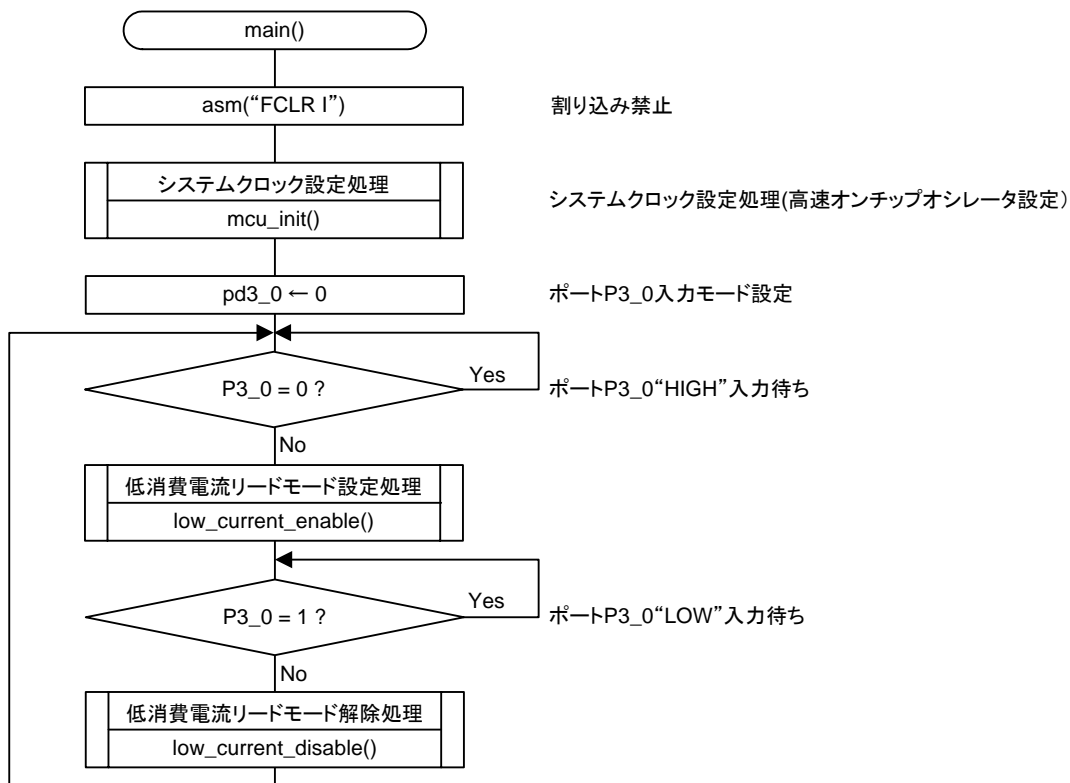 main()
asm(“FCLR I”)
割り込み禁止
システムクロック設定処理
mcu_init()
システムクロック設定処理(高速オンチップオシレータ設定）
pd3_0 ← 0
ポートP3_0入力モード設定
P3_0 = 0 ?
Yes
ポートP3_0“HIGH”入力待ち
No
低消費電流リードモード設定処理
low_current_enable()
P3_0 = 1 ?
Yes
ポートP3_0“LOW”入力待ち
No
低消費電流リードモード解除処理
low_current_disable()